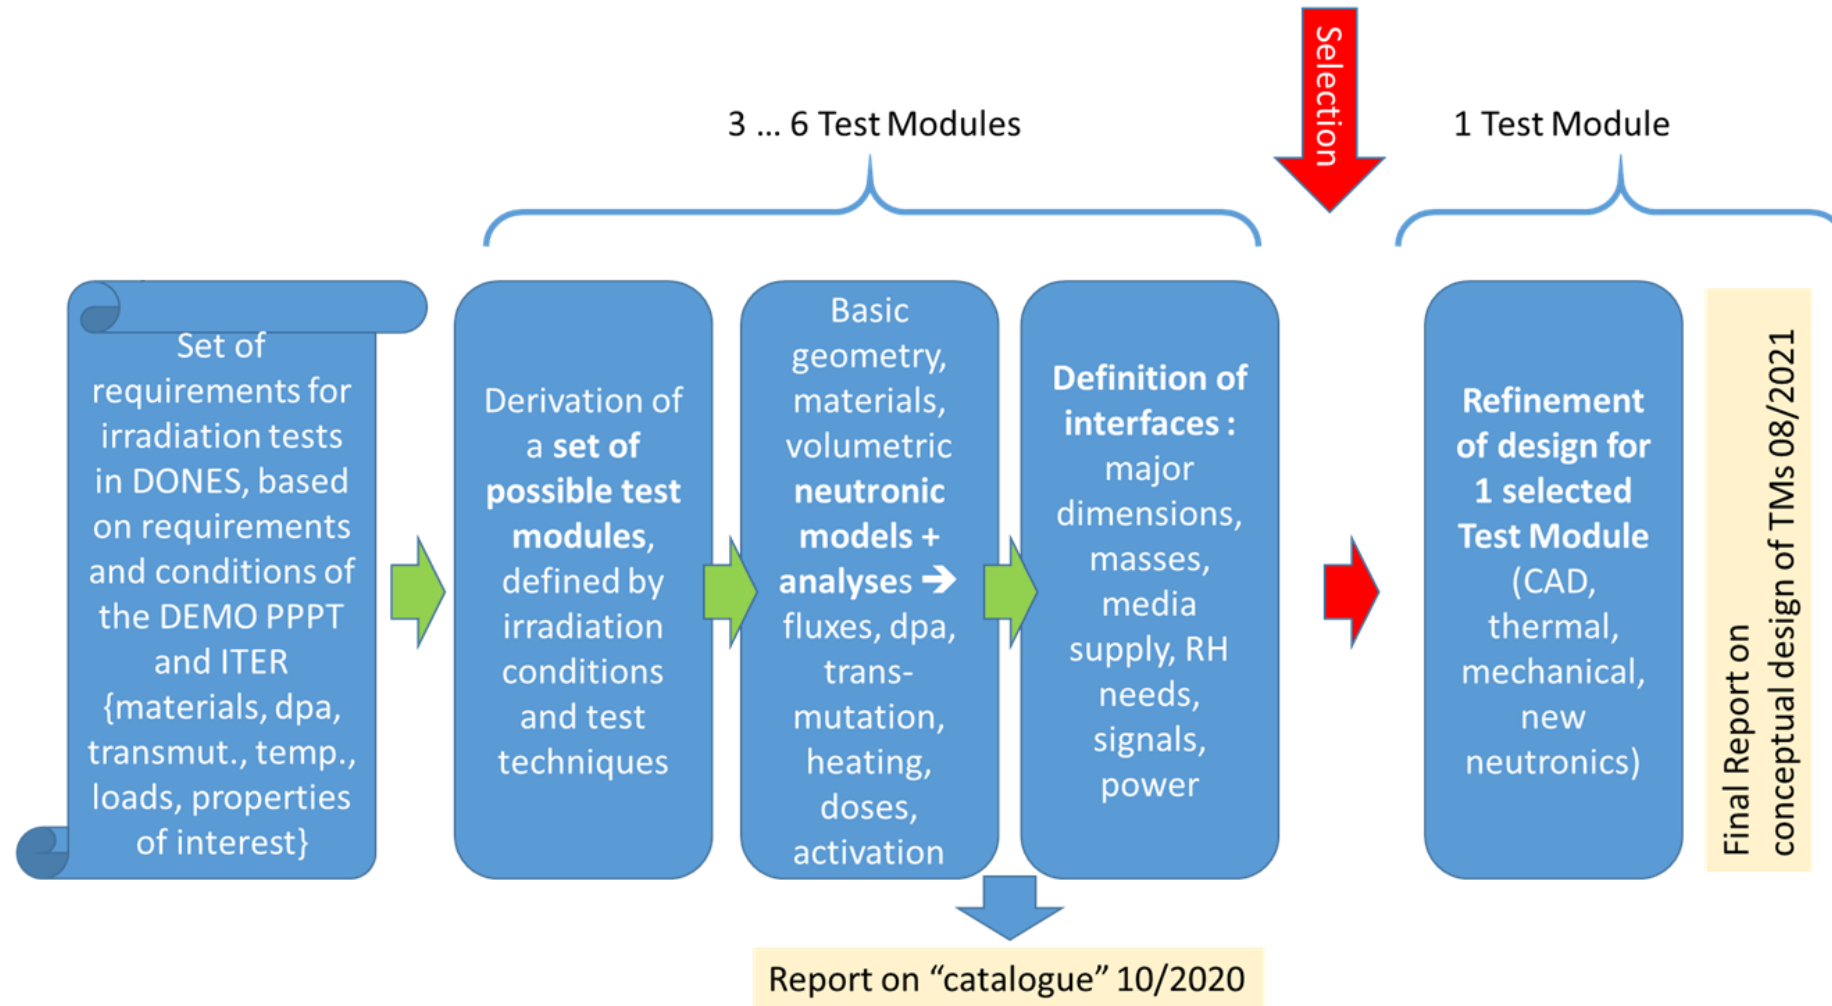 Selection
3 ... 6 Test Modules
1 Test Module
Set of
requirements for
irradiation tests
in DONES, based
on requirements
and conditions of
the DEMO PPPT
and ITER
{materials, dpa,
transmut., temp.,
loads, properties
of interest}
Derivation of
a set of
possible test
modules,
defined by
irradiation
conditions
and test
techniques
Basic
geometry,
materials,
volumetric
neutronic
models +
analyses ➔
fluxes, dpa,
trans-
mutation,
heating,
doses,
activation
Definition of
interfaces :
major
dimensions,
masses,
media
supply, RH
needs,
signals,
power
Refinement
of design for
1 selected
Test Module
(CAD,
thermal,
mechanical,
new
neutronics)
Final Report on
conceptual design of TMs 08/2021
Report on “catalogue” 10/2020